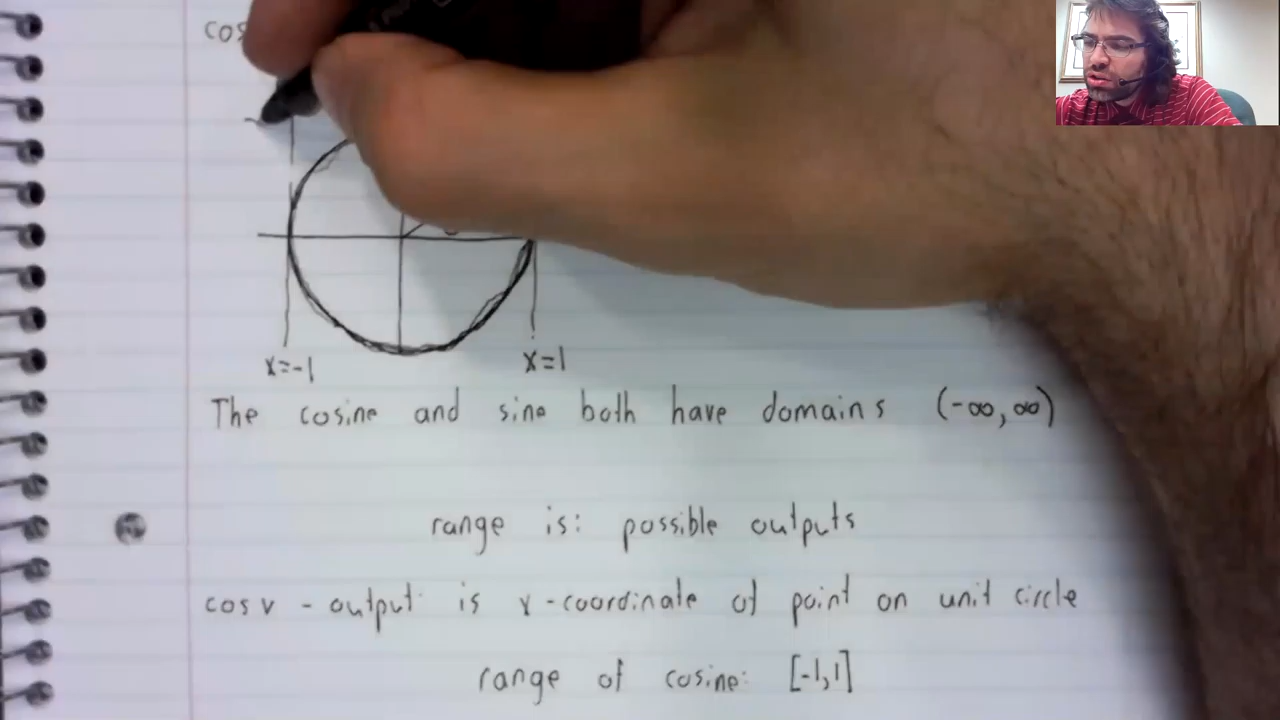 cos
x=-1 x=1
The cosine and sine both have domains (-∞,∞)
range is: possible outputs
cos v - output is x-coordinate of point on unit circle
range of cosine: [-1,1]